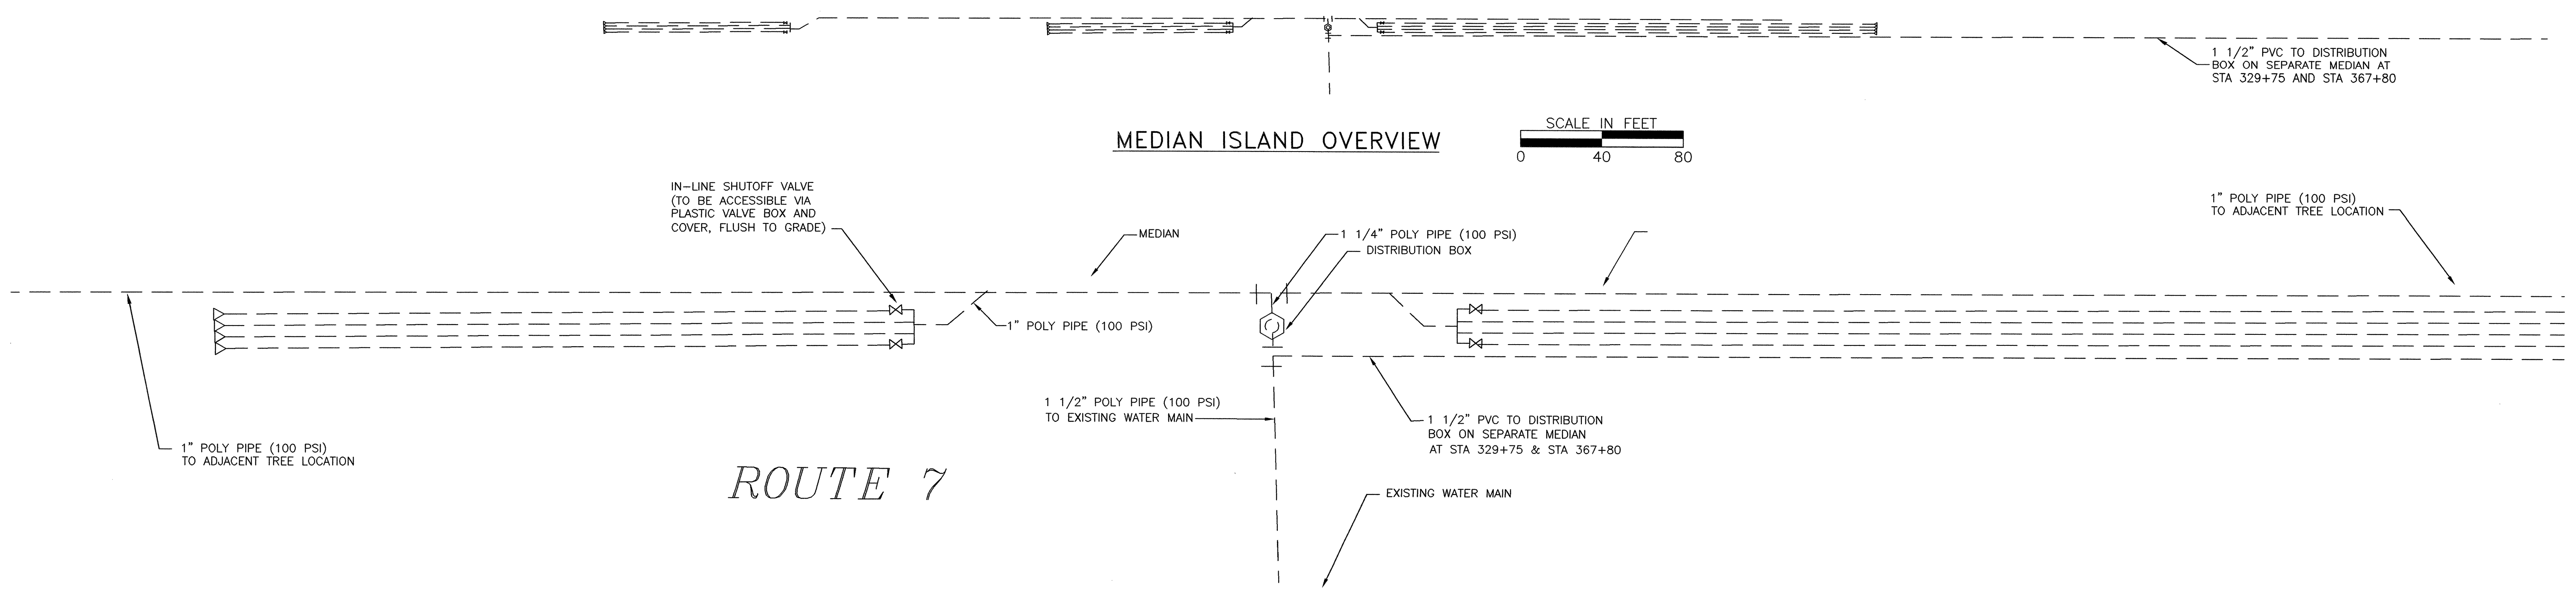 1 1/2" PVC TO DISTRIBUTION
BOX ON SEPARATE MEDIAN AT
STA 329+75 AND STA 367+80
MEDIAN ISLAND OVERVIEW
SCALE IN FEET
0 40 80
IN-LINE SHUTOFF VALVE
(TO BE ACCESSIBLE VIA
PLASTIC VALVE BOX AND
COVER, FLUSH TO GRADE)
MEDIAN
1 1/4" POLY PIPE (100 PSI)
DISTRIBUTION BOX
1" POLY PIPE (100 PSI)
TO ADJACENT TREE LOCATION
1" POLY PIPE (100 PSI)
1 1/2" POLY PIPE (100 PSI)
TO EXISTING WATER MAIN
1 1/2" PVC TO DISTRIBUTION
BOX ON SEPARATE MEDIAN
AT STA 329+75 & STA 367+80
1" POLY PIPE (100 PSI)
TO ADJACENT TREE LOCATION
ROUTE 7
EXISTING WATER MAIN